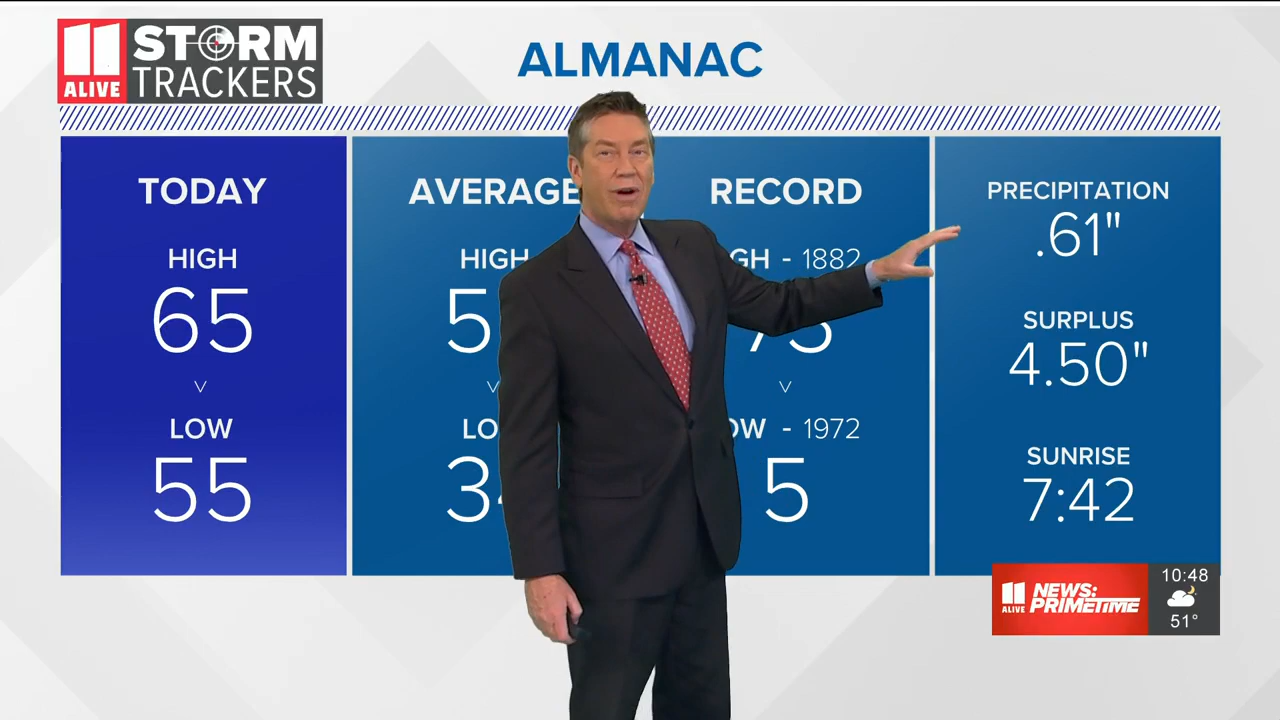 11 ALIVE
STORM
TRACKERS
ALMANAC
TODAY
HIGH
65
LOW
55
AVERAGE
HIGH
RECORD
- 1882
- 1972
5
PRECIPITATION
.61"
SURPLUS
4.50"
SUNRISE
7:42
11 ALIVE
NEWS:
PRIMETIME
10:48
51°